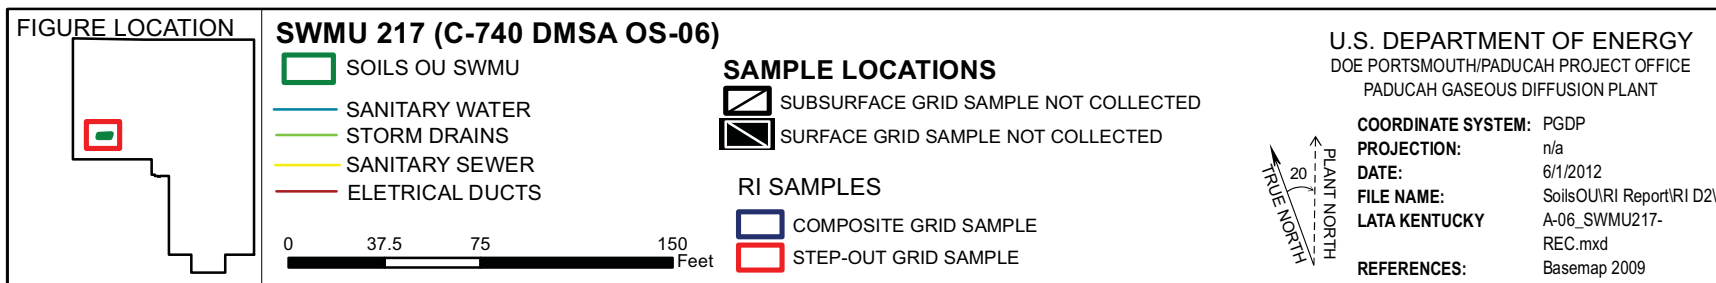 FIGURE LOCATION
SWMU 217 (C-740 DMSA OS-06)
SOILS OU SWMU
SANITARY WATER
STORM DRAINS
SANITARY SEWER
ELETRICAL DUCTS
0 37.5 75 150
Feet
SAMPLE LOCATIONS
SUBSURFACE GRID SAMPLE NOT COLLECTED
SURFACE GRID SAMPLE NOT COLLECTED
RI SAMPLES
COMPOSITE GRID SAMPLE
STEP-OUT GRID SAMPLE
TRUE NORTH
20
PLANT NORTH
U.S. DEPARTMENT OF ENERGY
DOE PORTSMOUTH/PADUCAH PROJECT OFFICE
PADUCAH GASEOUS DIFFUSION PLANT
COORDINATE SYSTEM: PGDP
PROJECTION: n/a
DATE: 6/1/2012
FILE NAME: SoilsOU\RI Report\RI D2\
LATA KENTUCKY A-06_SWMU217-
REC.mxd
REFERENCES: Basemap 2009